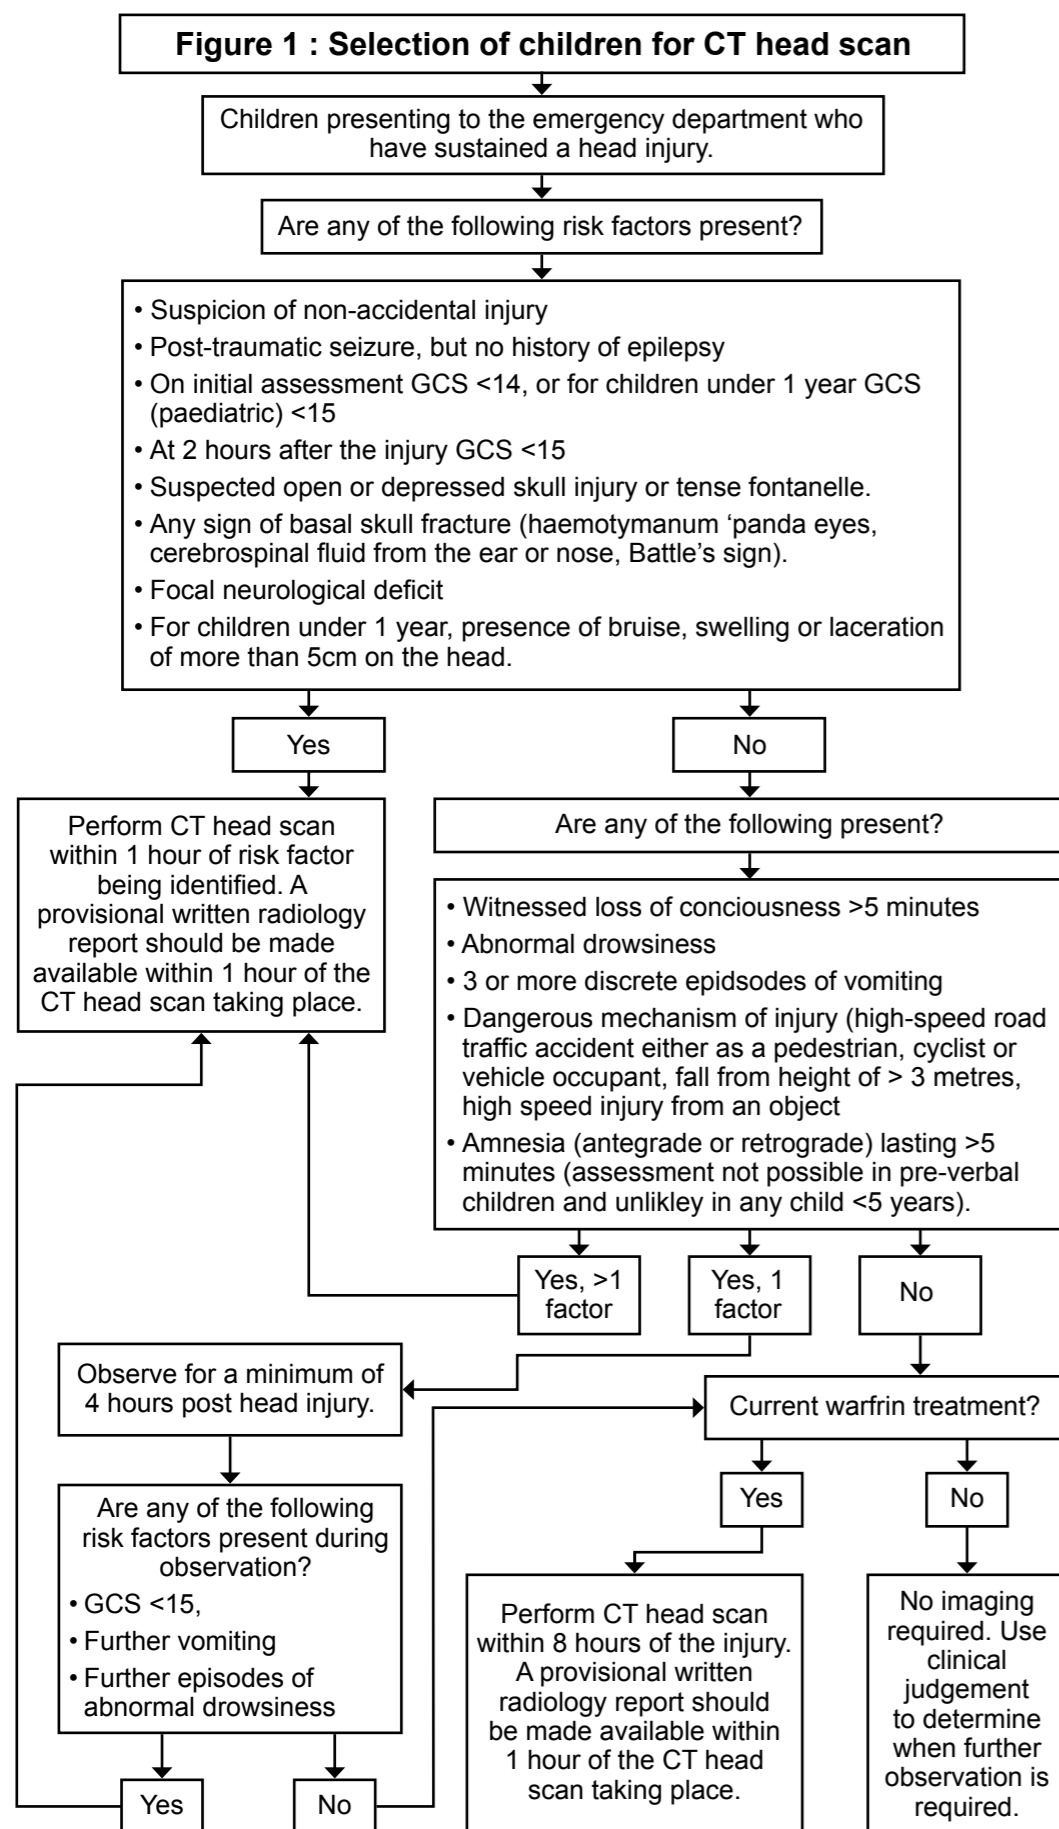 Figure 1 : Selection of children for CT head scan
Children presenting to the emergency department who
have sustained a head injury.
Are any of the following risk factors present?
• Suspicion of non-accidental injury
• Post-traumatic seizure, but no history of epilepsy
• On initial assessment GCS <14, or for children under 1 year GCS
(paediatric) <15
• At 2 hours after the injury GCS <15
• Suspected open or depressed skull injury or tense fontanelle.
• Any sign of basal skull fracture (haemotymanum ‘panda eyes,
cerebrospinal fluid from the ear or nose, Battle’s sign).
• Focal neurological deficit
• For children under 1 year, presence of bruise, swelling or laceration
of more than 5cm on the head.
Yes
No
Perform CT head scan
within 1 hour of risk factor
being identified. A
provisional written radiology
report should be made
available within 1 hour of the
CT head scan taking place.
Are any of the following present?
• Witnessed loss of conciousness >5 minutes
• Abnormal drowsiness
• 3 or more discrete epidsodes of vomiting
• Dangerous mechanism of injury (high-speed road
traffic accident either as a pedestrian, cyclist or
vehicle occupant, fall from height of > 3 metres,
high speed injury from an object
• Amnesia (antegrade or retrograde) lasting >5
minutes (assessment not possible in pre-verbal
children and unlikley in any child <5 years).
Yes, >1
factor
Yes, 1
factor
No
Observe for a minimum of
4 hours post head injury.
Current warfrin treatment?
Are any of the following
risk factors present during
observation?
• GCS <15,
• Further vomiting
• Further episodes of
abnormal drowsiness
Yes
No
Yes
No
Perform CT head scan
within 8 hours of the injury.
A provisional written
radiology report should
be made available within
1 hour of the CT head
scan taking place.
No imaging
required. Use
clinical
judgement
to determine
when further
observation is
required.